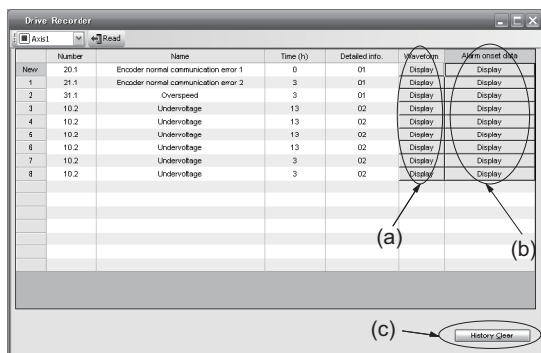 Drive Recorder
Axis1 Read
Number Name Time (h) Detailed info. Waveform Alarm onset data
New 20.1 Encoder normal communication error 1 0 01 Display Display
1 21.1 Encoder normal communication error 2 3 01 Display Display
2 31.1 Overspeed 3 01 Display Display
3 10.2 Undervoltage 13 02 Display Display
4 10.2 Undervoltage 13 02 Display Display
5 10.2 Undervoltage 13 02 Display Display
6 10.2 Undervoltage 13 02 Display Display
7 10.2 Undervoltage 3 02 Display Display
8 10.2 Undervoltage 3 02 Display Display
(a)
(b)
(c) History Clear